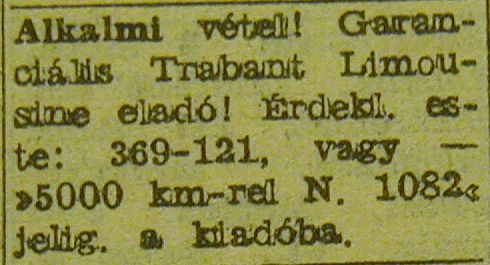 Alkalmi vétel! Garan-
ciális Trabant Limou-
sine eladó! Érdekl. es-
te: 369-121, vagy —
»5000 km-rel N. 1082«
jelig. a kiadóba.